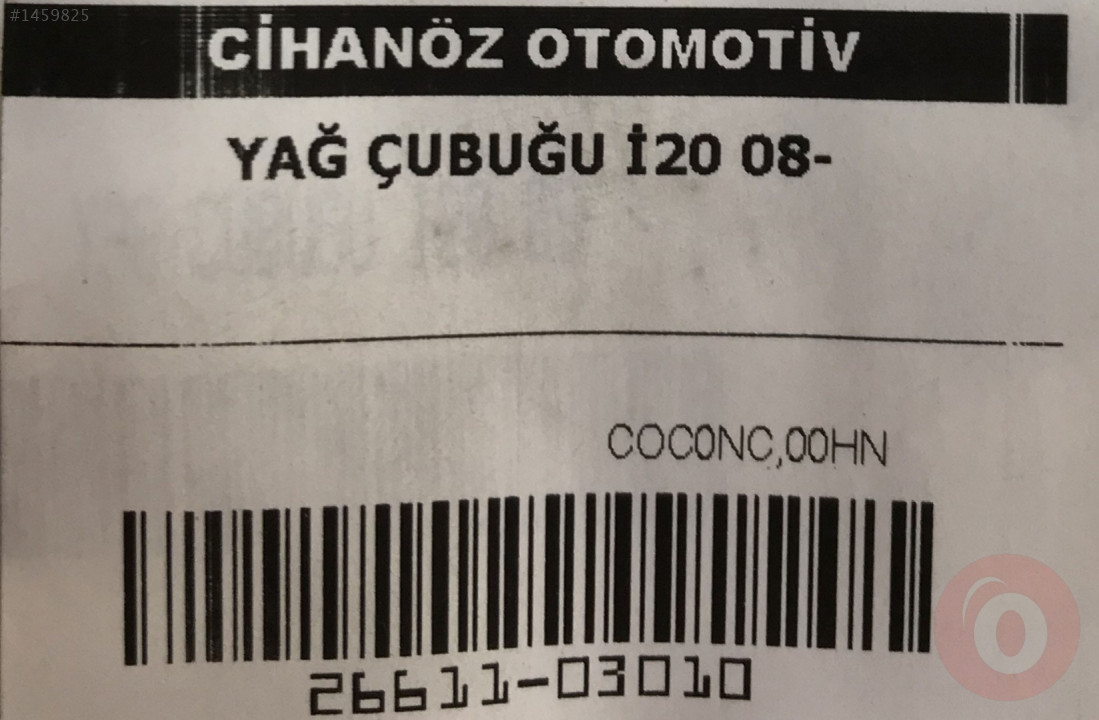 #1459825
CİHANÖZ OTOMOTİV
YAĞ ÇUBUĞU İ20 08-
COC0NC,00HN
26611-03010